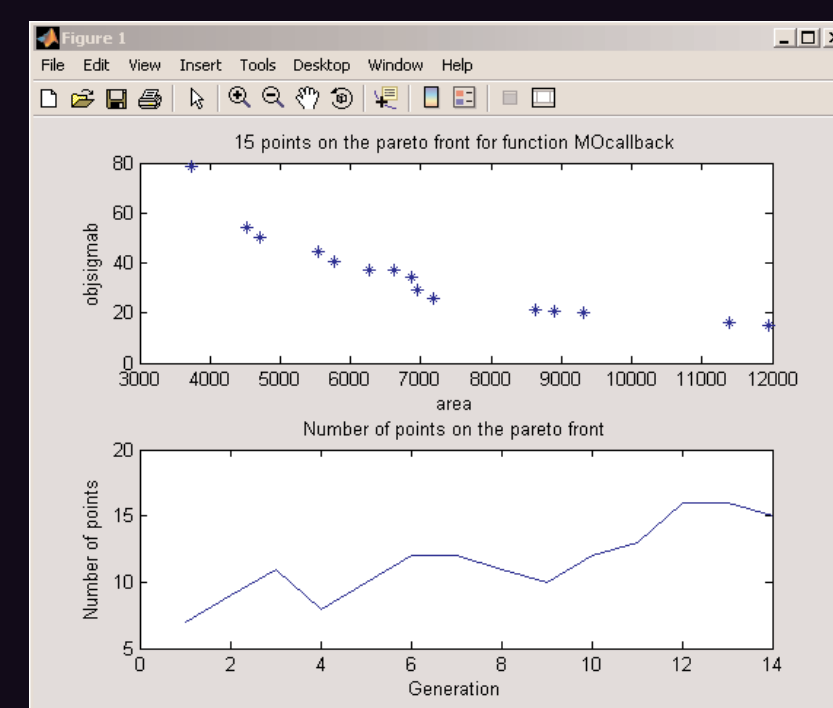 Figure 1
File Edit View Insert Tools Desktop Window Help
15 points on the pareto front for function MOcallback
80
60
40
20
0
objsigmab
3000 4000 5000 6000 7000 8000 9000 10000 11000 12000
area
Number of points on the pareto front
20
15
10
5
Number of points
0 2 4 6 8 10 12 14
Generation